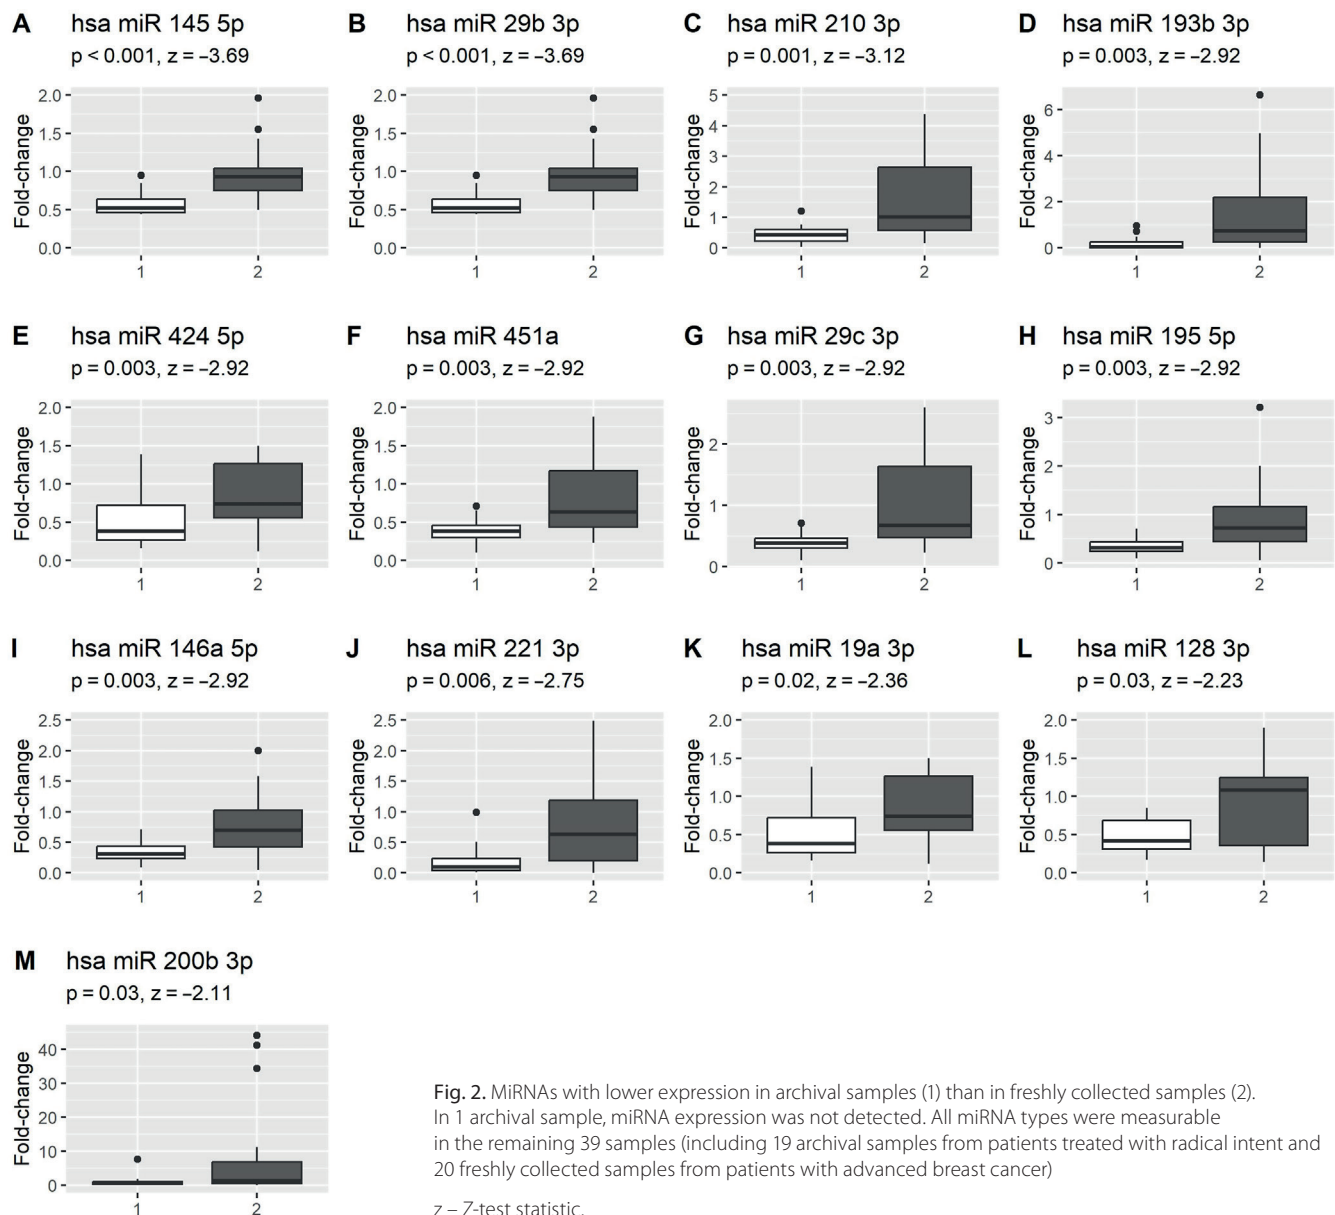 A hsa miR 145 5p
p < 0.001, z = –3.69
Fold-change
2.0
1.5
1.0
0.5
0.0
1 2
B hsa miR 29b 3p
p < 0.001, z = –3.69
Fold-change
2.0
1.5
1.0
0.5
0.0
1 2
C hsa miR 210 3p
p = 0.001, z = –3.12
Fold-change
5
4
3
2
1
0
1 2
D hsa miR 193b 3p
p = 0.003, z = –2.92
Fold-change
6
4
2
0
1 2
E hsa miR 424 5p
p = 0.003, z = –2.92
Fold-change
2.0
1.5
1.0
0.5
0.0
1 2
F hsa miR 451a
p = 0.003, z = –2.92
Fold-change
2.0
1.5
1.0
0.5
0.0
1 2
G hsa miR 29c 3p
p = 0.003, z = –2.92
Fold-change
2
1
0
1 2
H hsa miR 195 5p
p = 0.003, z = –2.92
Fold-change
3
2
1
0
1 2
I hsa miR 146a 5p
p = 0.003, z = –2.92
Fold-change
2.5
2.0
1.5
1.0
0.5
0.0
1 2
J hsa miR 221 3p
p = 0.006, z = –2.75
Fold-change
2.5
2.0
1.5
1.0
0.5
0.0
1 2
K hsa miR 19a 3p
p = 0.02, z = –2.36
Fold-change
2.0
1.5
1.0
0.5
0.0
1 2
L hsa miR 128 3p
p = 0.03, z = –2.23
Fold-change
2.0
1.5
1.0
0.5
0.0
1 2
M hsa miR 200b 3p
p = 0.03, z = –2.11
Fold-change
40
30
20
10
0
1 2
Fig. 2. MiRNAs with lower expression in archival samples (1) than in freshly collected samples (2).
In 1 archival sample, miRNA expression was not detected. All miRNA types were measurable
in the remaining 39 samples (including 19 archival samples from patients treated with radical intent and
20 freshly collected samples from patients with advanced breast cancer)
z – Z-test statistic.